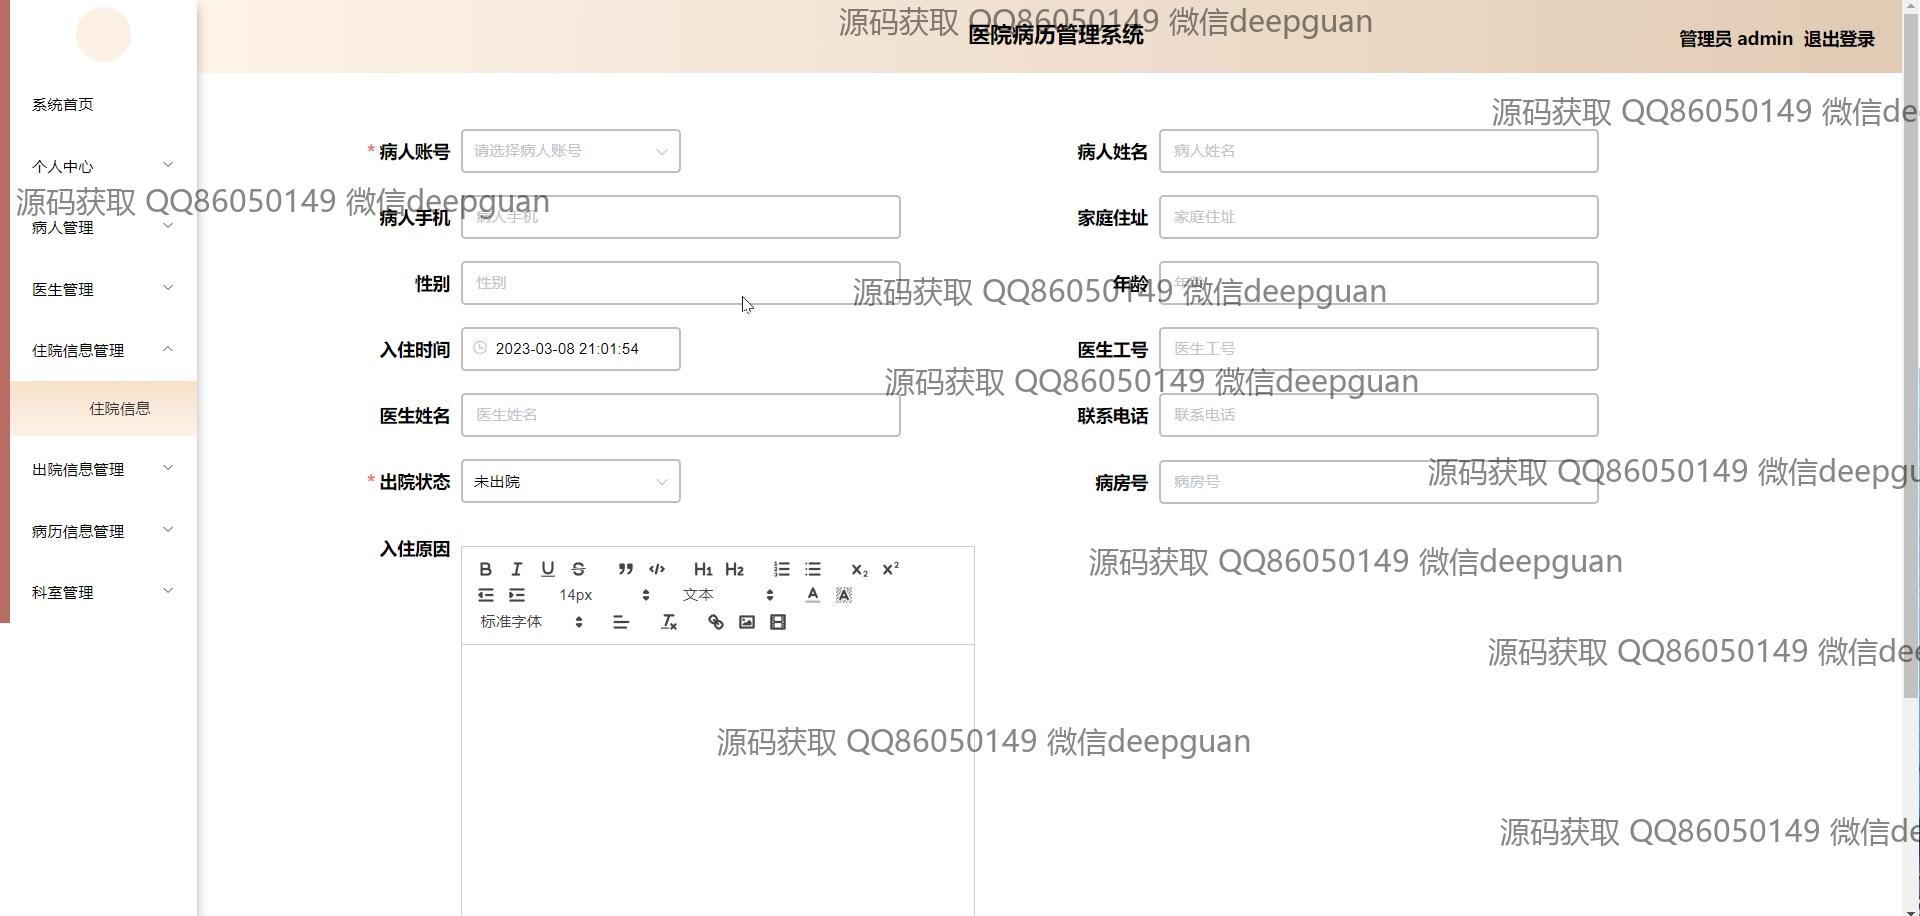 源码获取 QQ86050149 微信deepguan
医院病历管理系统
管理员 admin 退出登录
系统首页
源码获取 QQ86050149 微信dee
* 病人账号 请选择病人账号
病人姓名 病人姓名
个人中心
源码获取 QQ86050149 微信deepguan
病人手机 病人手机
家庭住址 家庭住址
病人管理
性别 性别
年龄 年龄
源码获取 QQ86050149 微信deepguan
医生管理
入住时间 2023-03-08 21:01:54
医生工号 医生工号
住院信息管理
源码获取 QQ86050149 微信deepguan
住院信息
医生姓名 医生姓名
联系电话 联系电话
出院信息管理
* 出院状态 未出院
病房号 病房号
源码获取 QQ86050149 微信deepgu
病历信息管理
入住原因
源码获取 QQ86050149 微信deepguan
B I U S H1 H2 X2 X2
科室管理
14px 文本 A A
标准字体 Tx
源码获取 QQ86050149 微信dee
源码获取 QQ86050149 微信deepguan
源码获取 QQ86050149 微信de